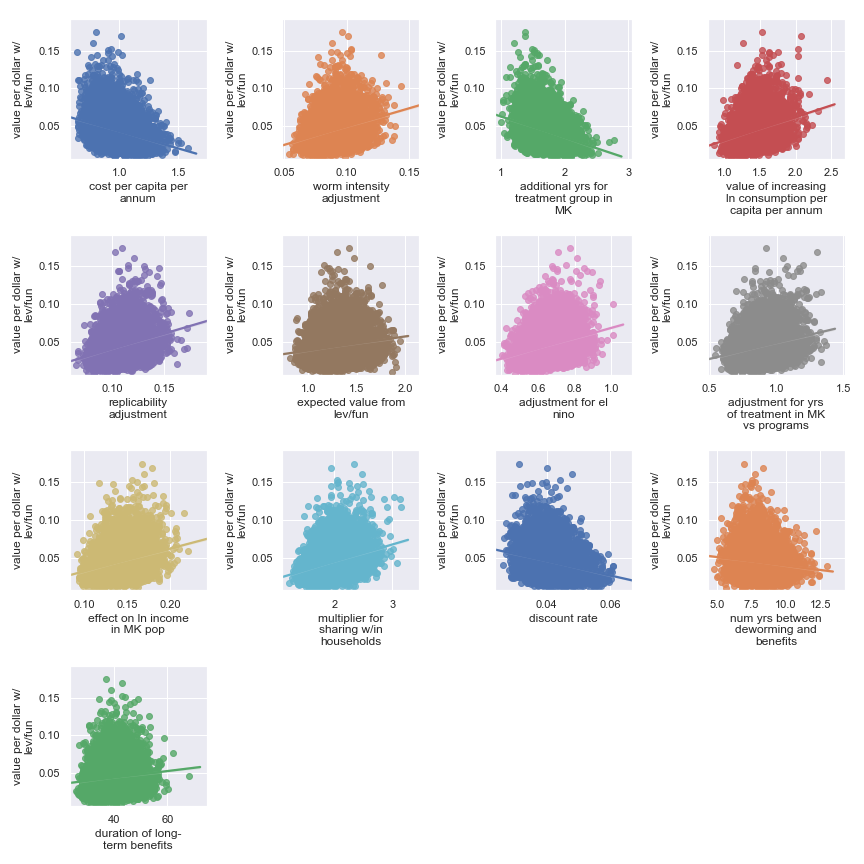 value per dollar w/
lev/fun
0.15
0.10
0.05
1.0 1.5
cost per capita per
annum
value per dollar w/
lev/fun
0.15
0.10
0.05
0.05 0.10 0.15
worm intensity
adjustment
value per dollar w/
lev/fun
0.15
0.10
0.05
1 2 3
additional yrs for
treatment group in
MK
value per dollar w/
lev/fun
0.15
0.10
0.05
1.0 1.5 2.0 2.5
value of increasing
ln consumption per
capita per annum
value per dollar w/
lev/fun
0.15
0.10
0.05
0.10 0.15
replicability
adjustment
value per dollar w/
lev/fun
0.15
0.10
0.05
1.0 1.5 2.0
expected value from
lev/fun
value per dollar w/
lev/fun
0.15
0.10
0.05
0.4 0.6 0.8 1.0
adjustment for el
nino
value per dollar w/
lev/fun
0.15
0.10
0.05
0.5 1.0 1.5
adjustment for yrs
of treatment in MK
vs programs
value per dollar w/
lev/fun
0.15
0.10
0.05
0.10 0.15 0.20
effect on ln income
in MK pop
value per dollar w/
lev/fun
0.15
0.10
0.05
2 3
multiplier for
sharing w/in
households
value per dollar w/
lev/fun
0.15
0.10
0.05
0.04 0.06
discount rate
value per dollar w/
lev/fun
0.15
0.10
0.05
5.0 7.5 10.0 12.5
num yrs between
deworming and
benefits
value per dollar w/
lev/fun
0.15
0.10
0.05
40 60
duration of long-
term benefits